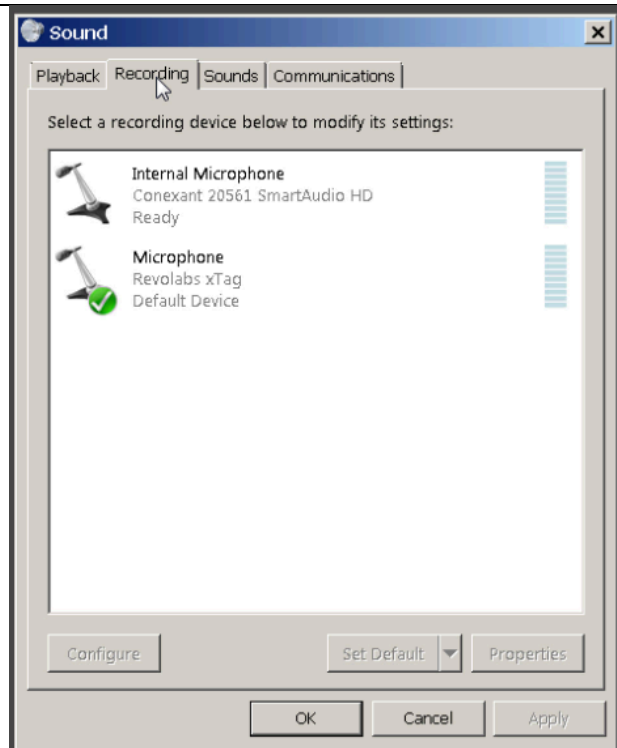 Sound
Playback Recording Sounds Communications
Select a recording device below to modify its settings:
Internal Microphone
Conexant 20561 SmartAudio HD
Ready
Microphone
Revolabs xTag
Default Device
Configure Set Default Properties
OK Cancel Apply